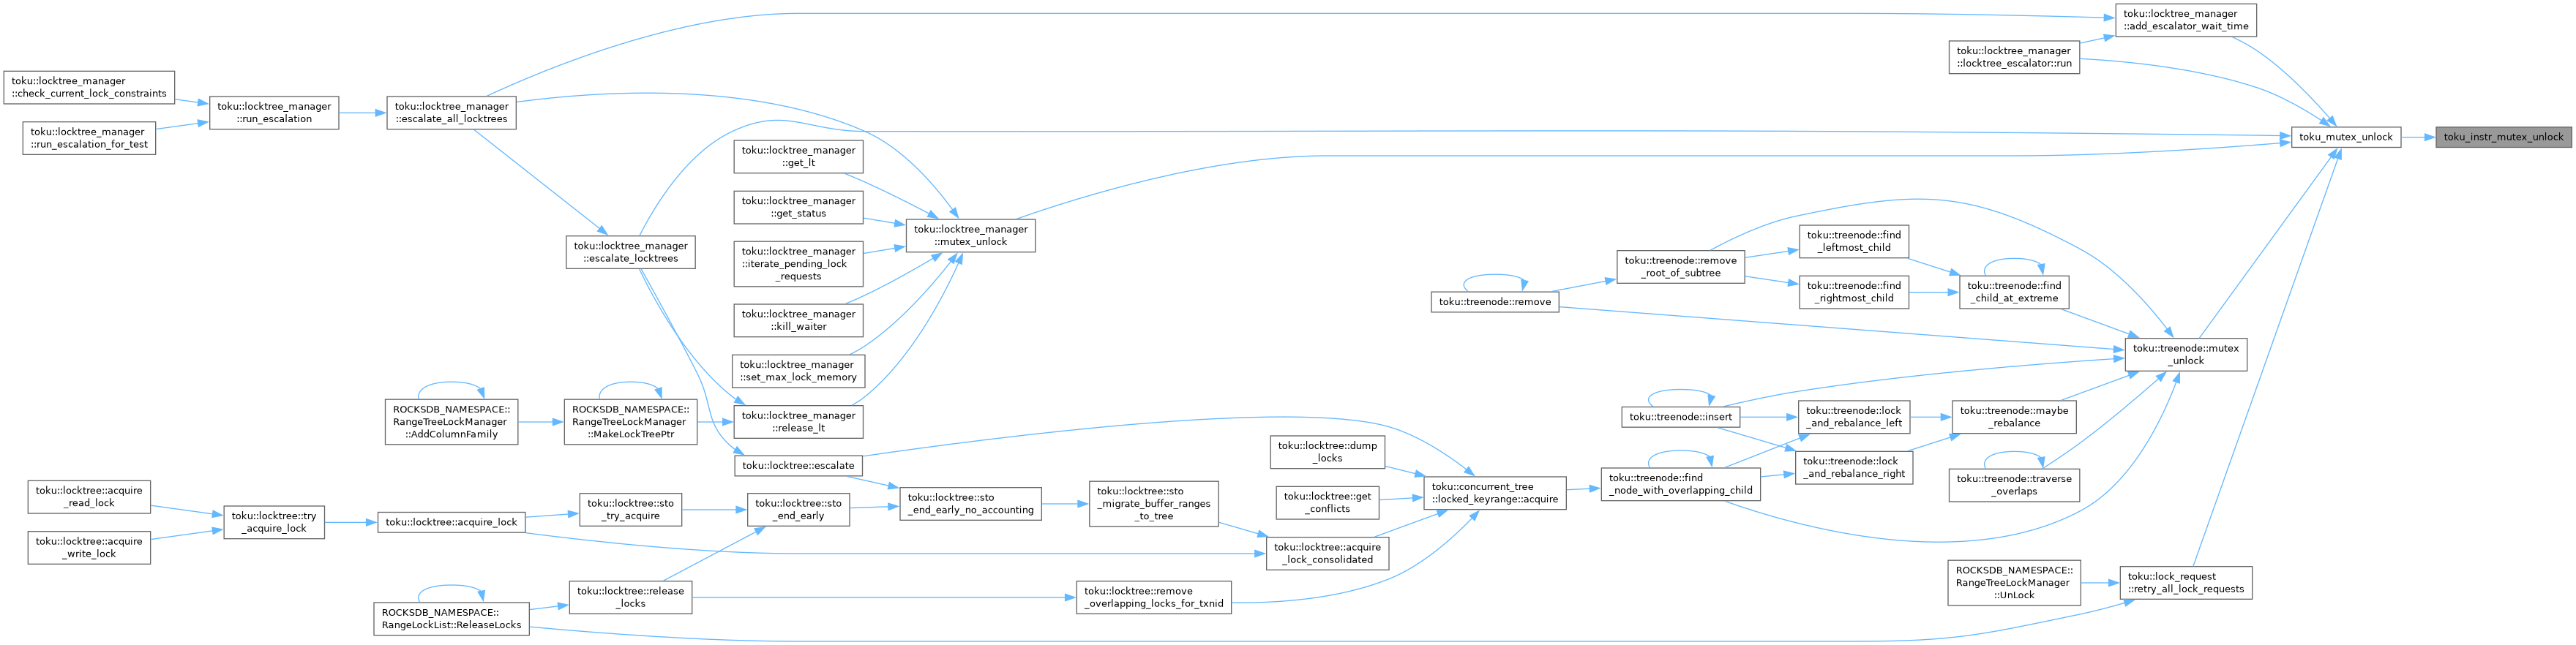 toku::locktree_manager
::check_current_lock_constraints
toku::locktree_manager
::run_escalation_for_test
toku::locktree_manager
::run_escalation
toku::locktree_manager
::escalate_all_locktrees
toku::locktree_manager
::escalate_locktrees
toku::locktree_manager
::get_lt
toku::locktree_manager
::get_status
toku::locktree_manager
::iterate_pending_lock
_requests
toku::locktree_manager
::kill_waiter
toku::locktree_manager
::set_max_lock_memory
toku::locktree_manager
::release_lt
toku::locktree_manager
::mutex_unlock
ROCKSDB_NAMESPACE::
RangeTreeLockManager
::AddColumnFamily
ROCKSDB_NAMESPACE::
RangeTreeLockManager
::MakeLockTreePtr
toku::locktree::escalate
toku::locktree::acquire
_read_lock
toku::locktree::acquire
_write_lock
toku::locktree::try
_acquire_lock
toku::locktree::acquire_lock
toku::locktree::sto
_try_acquire
toku::locktree::sto
_end_early
toku::locktree::sto
_end_early_no_accounting
toku::locktree::sto
_migrate_buffer_ranges
_to_tree
toku::locktree::dump
_locks
toku::locktree::get
_conflicts
toku::locktree::acquire
_lock_consolidated
toku::locktree::remove
_overlapping_locks_for_txnid
toku::locktree::release
_locks
ROCKSDB_NAMESPACE::
RangeLockList::ReleaseLocks
toku::concurrent_tree
::locked_keyrange::acquire
toku::treenode::find
_node_with_overlapping_child
toku::treenode::insert
toku::treenode::remove
toku::treenode::remove
_root_of_subtree
toku::treenode::find
_leftmost_child
toku::treenode::find
_rightmost_child
toku::treenode::find
_child_at_extreme
toku::treenode::lock
_and_rebalance_left
toku::treenode::lock
_and_rebalance_right
toku::treenode::maybe
_rebalance
toku::treenode::traverse
_overlaps
toku::treenode::mutex
_unlock
ROCKSDB_NAMESPACE::
RangeTreeLockManager
::UnLock
toku::lock_request
::retry_all_lock_requests
toku::locktree_manager
::add_escalator_wait_time
toku::locktree_manager
::locktree_escalator::run
toku_mutex_unlock
toku_instr_mutex_unlock